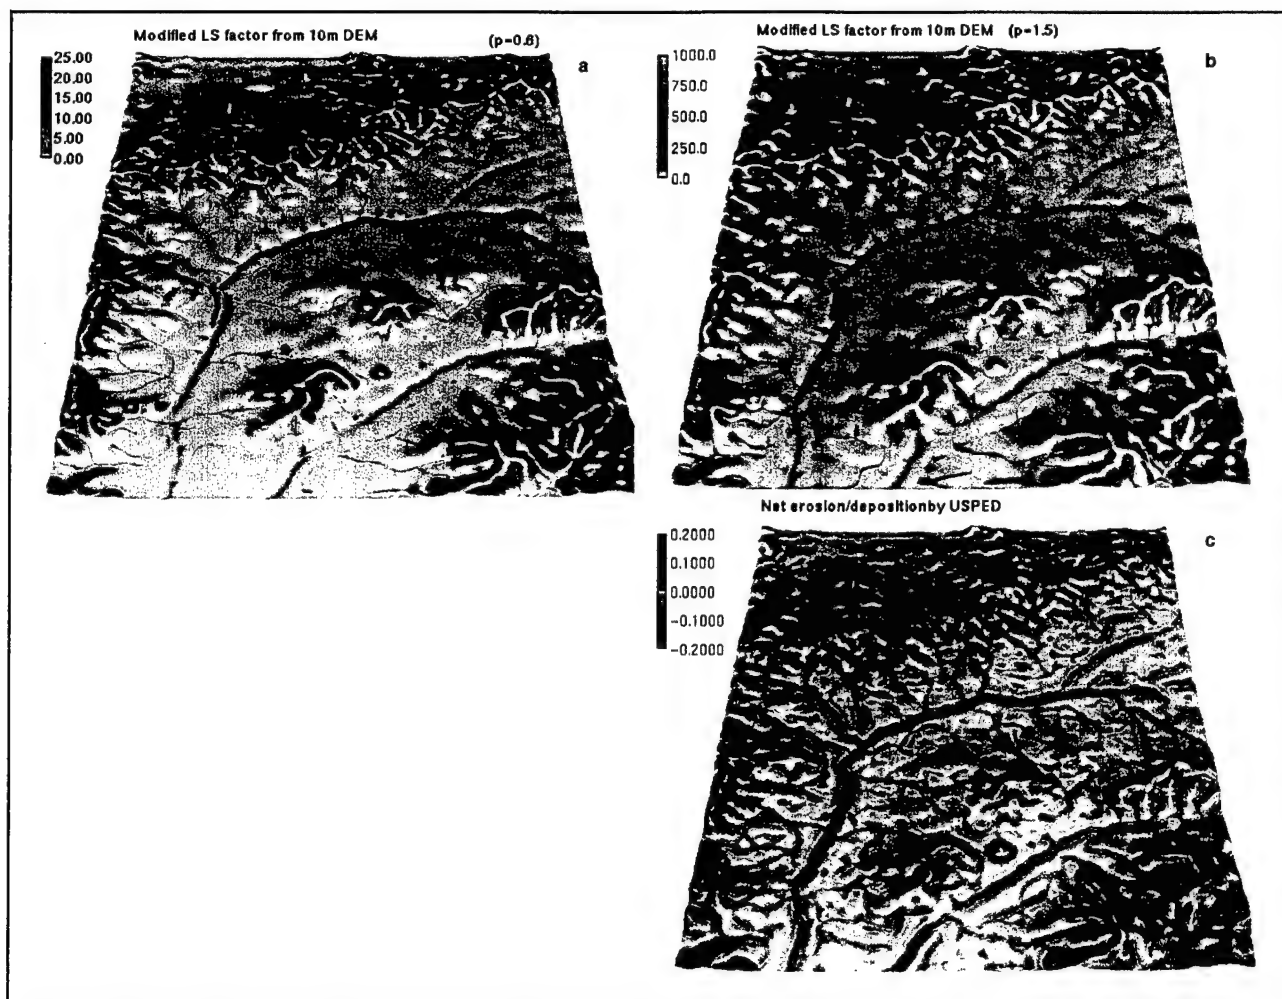 Modified LS factor from 10m DEM (p=0.6)
a
25.00
20.00
15.00
10.00
5.00
0.00
Modified LS factor from 10m DEM (p=1.5)
b
1000.0
750.0
500.0
250.0
0.0
Net erosion/depositionby USPED
c
0.2000
0.1000
0.0000
-0.1000
-0.2000